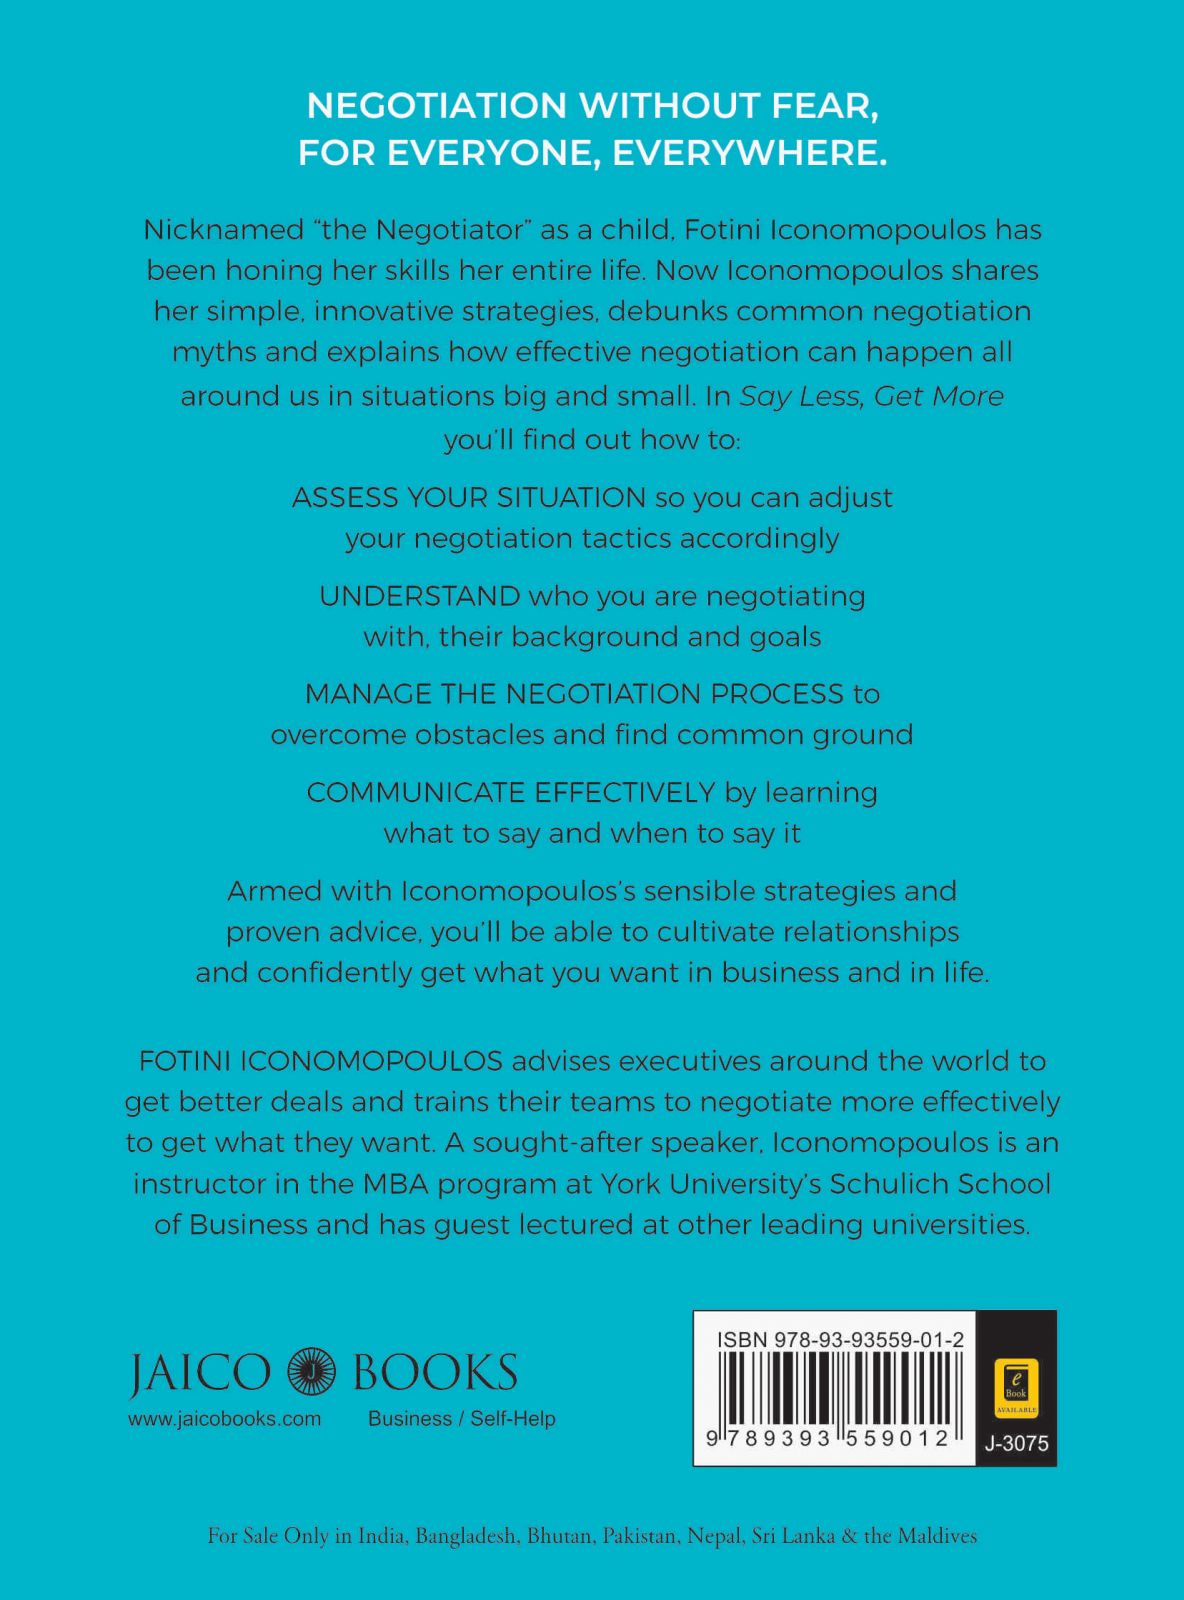 NEGOTIATION WITHOUT FEAR,
FOR EVERYONE, EVERYWHERE.
Nicknamed “the Negotiator” as a child, Fotini Iconomopoulos has
been honing her skills her entire life. Now Iconomopoulos shares
her simple, innovative strategies, debunks common negotiation
myths and explains how effective negotiation can happen all
around us in situations big and small. In Say Less, Get More
you’ll find out how to:
ASSESS YOUR SITUATION so you can adjust
your negotiation tactics accordingly
UNDERSTAND who you are negotiating
with, their background and goals
MANAGE THE NEGOTIATION PROCESS to
overcome obstacles and find common ground
COMMUNICATE EFFECTIVELY by learning
what to say and when to say it
Armed with Iconomopoulos’s sensible strategies and
proven advice, you’ll be able to cultivate relationships
and confidently get what you want in business and in life.
FOTINI ICONOMOPOULOS advises executives around the world to
get better deals and trains their teams to negotiate more effectively
to get what they want. A sought-after speaker, Iconomopoulos is an
instructor in the MBA program at York University’s Schulich School
of Business and has guest lectured at other leading universities.
JAICO J BOOKS
www.jaicobooks.com Business / Self-Help
ISBN 978-93-93559-01-2
9 789393 559012
e
Book
AVAILABLE
J-3075
For Sale Only in India, Bangladesh, Bhutan, Pakistan, Nepal, Sri Lanka & the Maldives